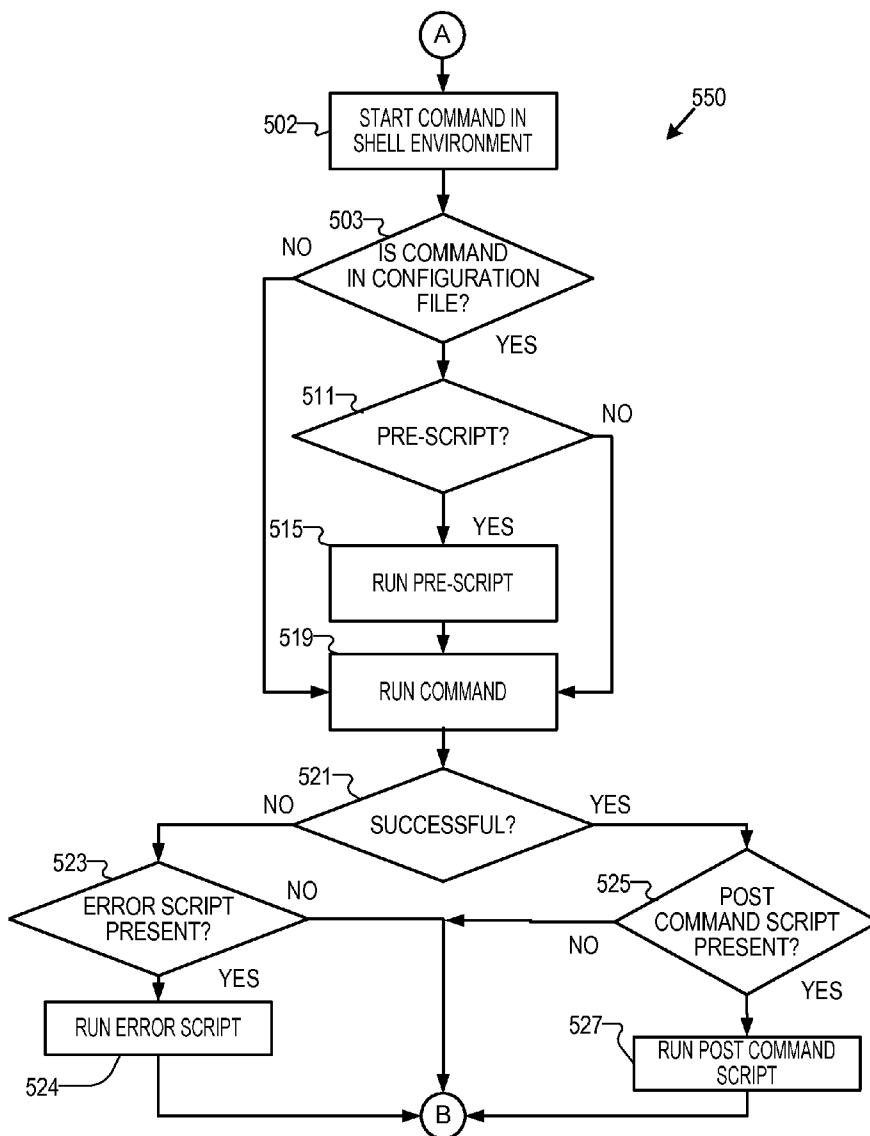 A
550
502
START COMMAND IN
SHELL ENVIRONMENT
503
NO
IS COMMAND
IN CONFIGURATION
FILE?
YES
511
NO
PRE-SCRIPT?
YES
515
RUN PRE-SCRIPT
519
RUN COMMAND
521
NO
YES
SUCCESSFUL?
523
NO
ERROR SCRIPT
PRESENT?
YES
525
POST
COMMAND SCRIPT
PRESENT?
NO
YES
RUN ERROR SCRIPT
524
527
RUN POST COMMAND
SCRIPT
B